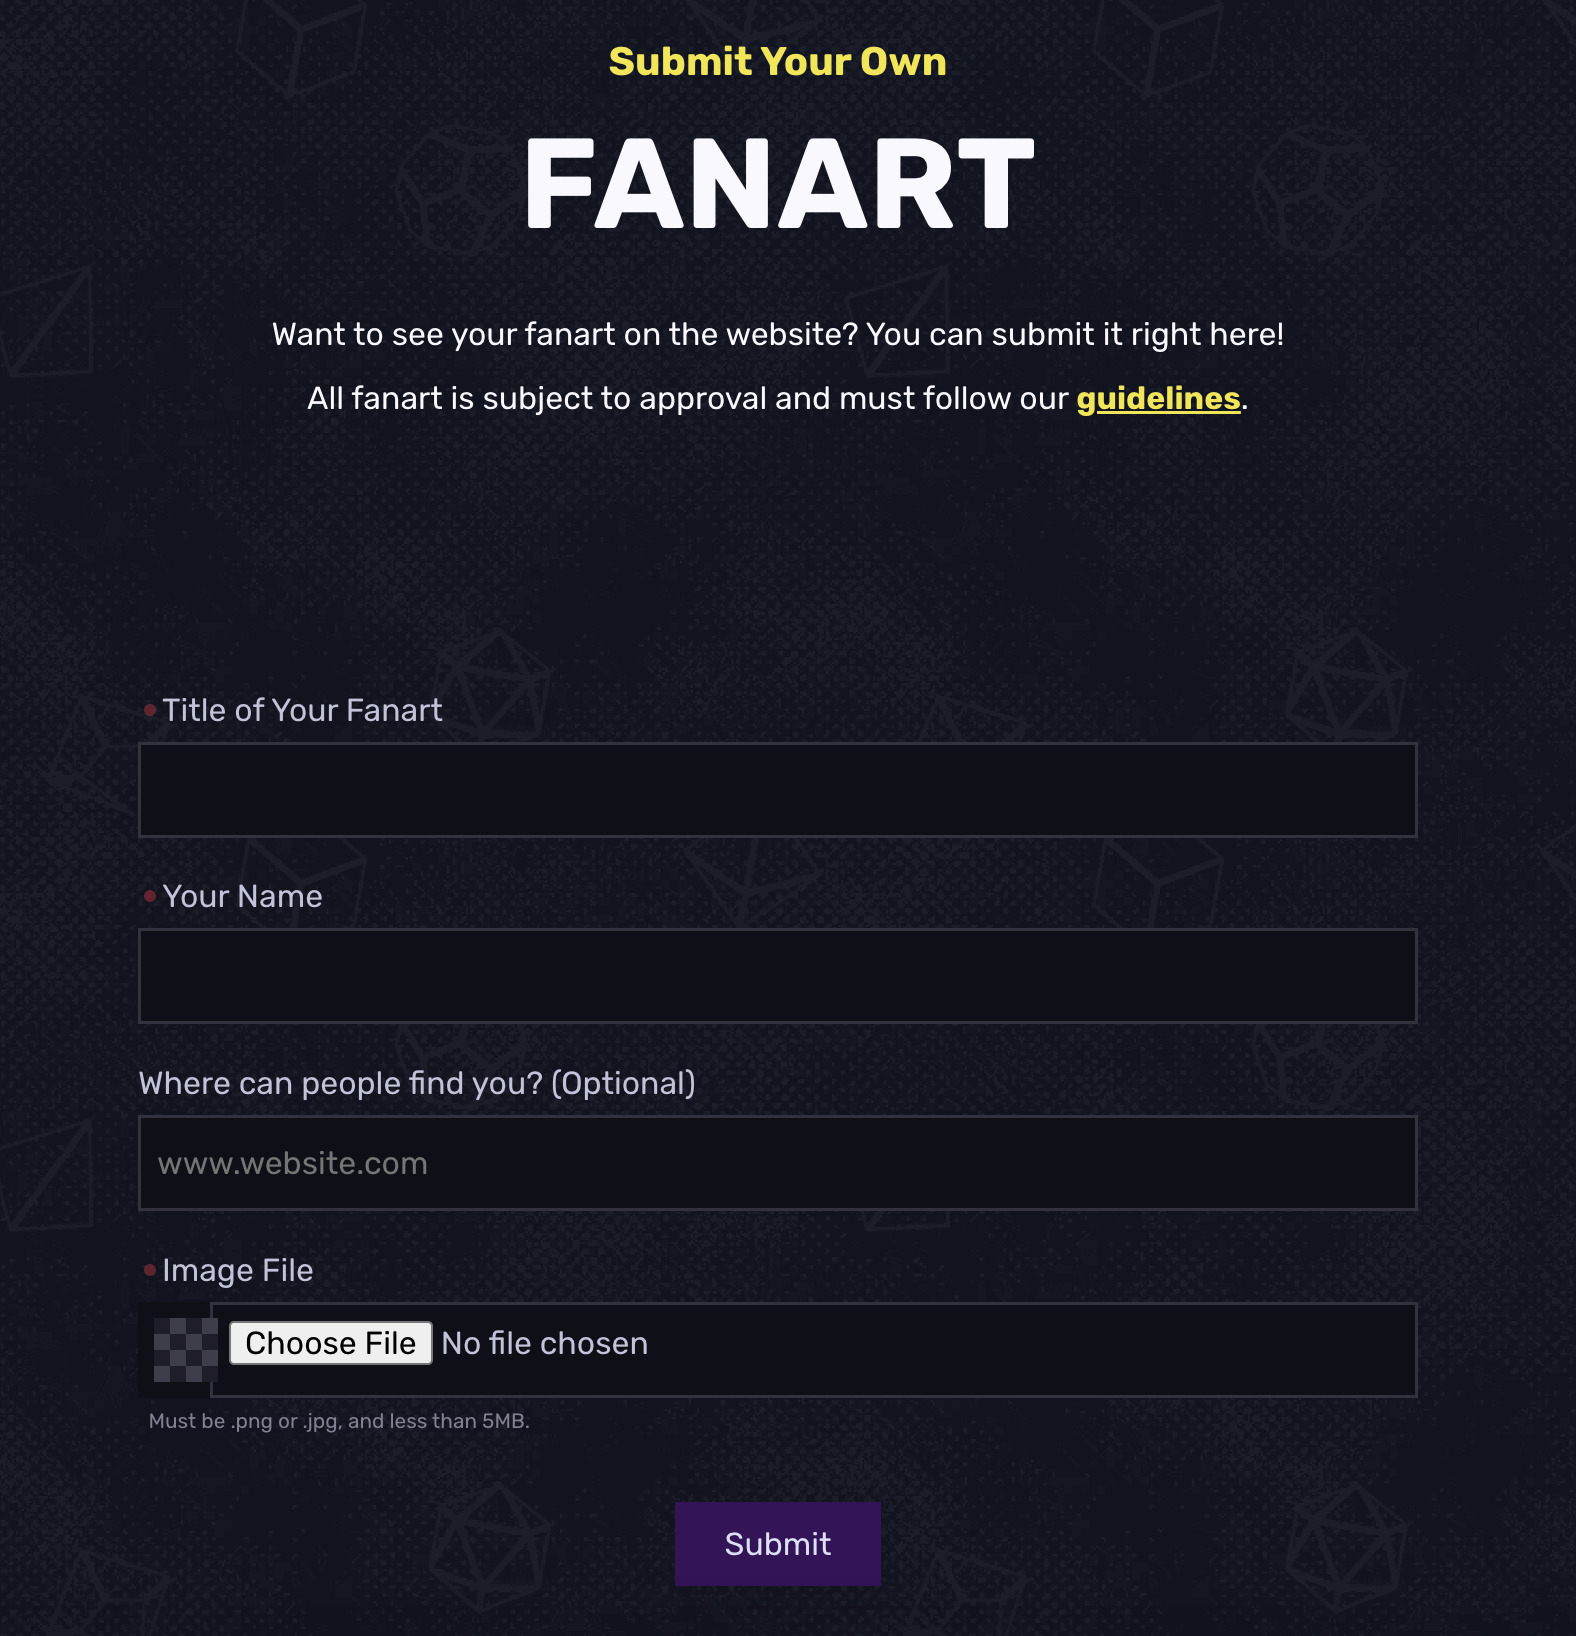 Submit Your Own
FANART
Want to see your fanart on the website? You can submit it right here!
All fanart is subject to approval and must follow our guidelines.
Title of Your Fanart
Your Name
Where can people find you? (Optional)
www.website.com
Image File
Choose File No file chosen
Must be .png or .jpg, and less than 5MB.
Submit